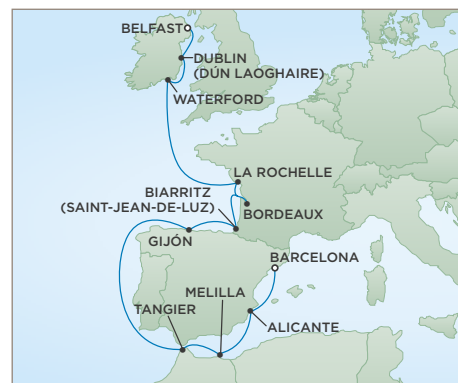 BELFAST
DUBLIN
(DÚN LAOGHAIRE)
WATERFORD
LA ROCHELLE
BIARRITZ
(SAINT-JEAN-DE-LUZ)
BORDEAUX
GIJÓN
BARCELONA
MELILLA
TANGIER
ALICANTE